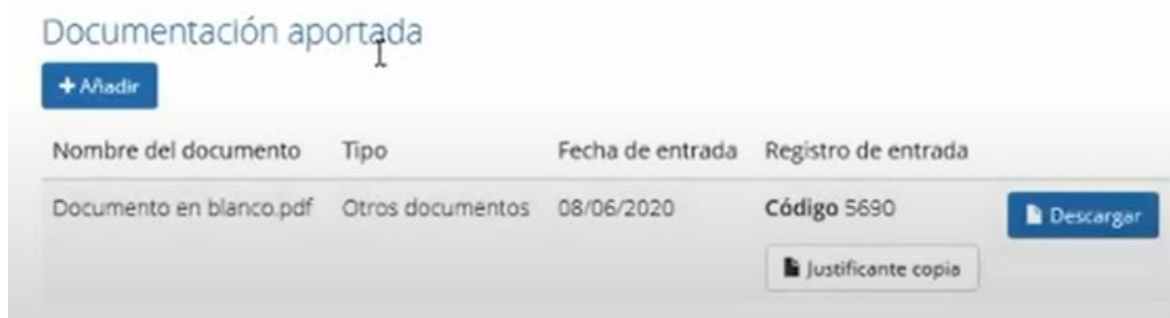 Documentación aportada
Añadir
Nombre del documento Tipo Fecha de entrada Registro de entrada
Documento en blanco.pdf Otros documentos 08/06/2020 Código 5690 Descargar
Justificante copia